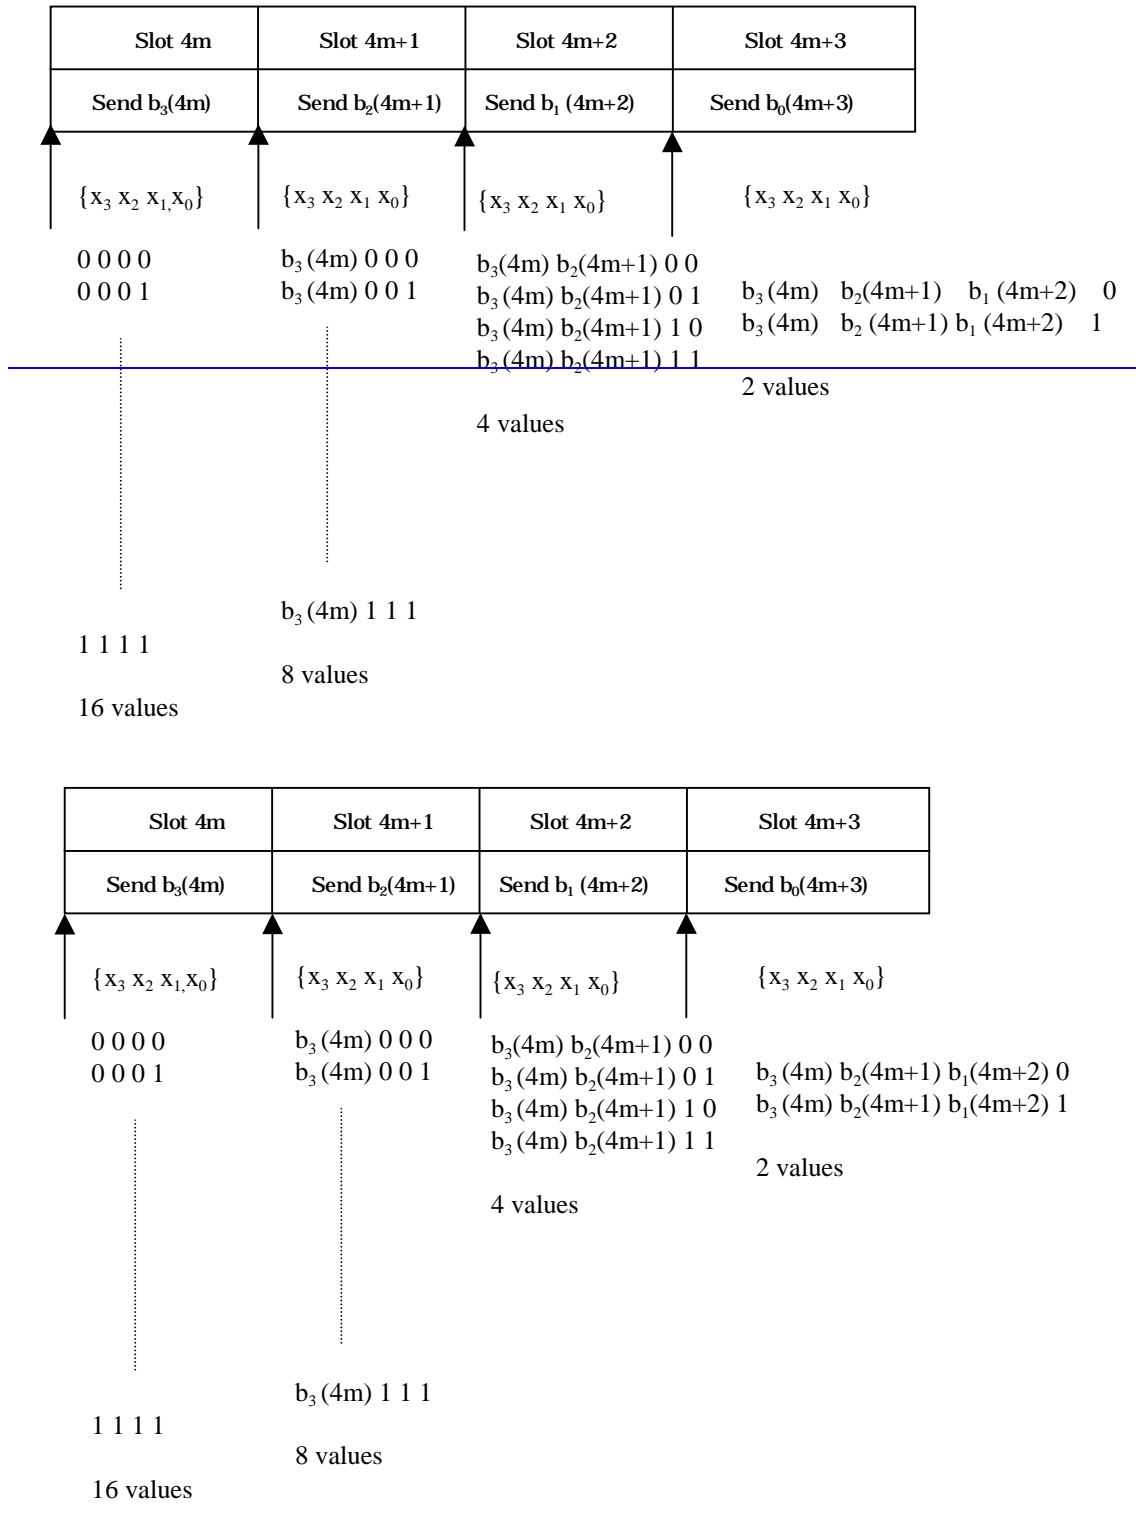 Slot 4m Slot 4m+1 Slot 4m+2 Slot 4m+3
Send b₃(4m) Send b₂(4m+1) Send b₁ (4m+2) Send b₀(4m+3)
{x₃ x₂ x₁,x₀} {x₃ x₂ x₁ x₀} {x₃ x₂ x₁ x₀} {x₃ x₂ x₁ x₀}
0 0 0 0 b₃ (4m) 0 0 0 b₃(4m) b₂(4m+1) 0 0
0 0 0 1 b₃ (4m) 0 0 1 b₃ (4m) b₂(4m+1) 0 1 b₃ (4m) b₂(4m+1) b₁ (4m+2) 0
b₃ (4m) b₂(4m+1) 1 0 b₃ (4m) b₂ (4m+1) b₁ (4m+2) 1
b₃ (4m) b₂(4m+1) 1 1
2 values
4 values
b₃ (4m) 1 1 1
1 1 1 1
8 values
16 values
Slot 4m Slot 4m+1 Slot 4m+2 Slot 4m+3
Send b₃(4m) Send b₂(4m+1) Send b₁ (4m+2) Send b₀(4m+3)
{x₃ x₂ x₁,x₀} {x₃ x₂ x₁ x₀} {x₃ x₂ x₁ x₀} {x₃ x₂ x₁ x₀}
0 0 0 0 b₃ (4m) 0 0 0 b₃(4m) b₂(4m+1) 0 0
0 0 0 1 b₃ (4m) 0 0 1 b₃ (4m) b₂(4m+1) 0 1 b₃ (4m) b₂(4m+1) b₁(4m+2) 0
b₃ (4m) b₂(4m+1) 1 0 b₃ (4m) b₂(4m+1) b₁(4m+2) 1
b₃ (4m) b₂(4m+1) 1 1
2 values
4 values
b₃ (4m) 1 1 1
1 1 1 1
8 values
16 values